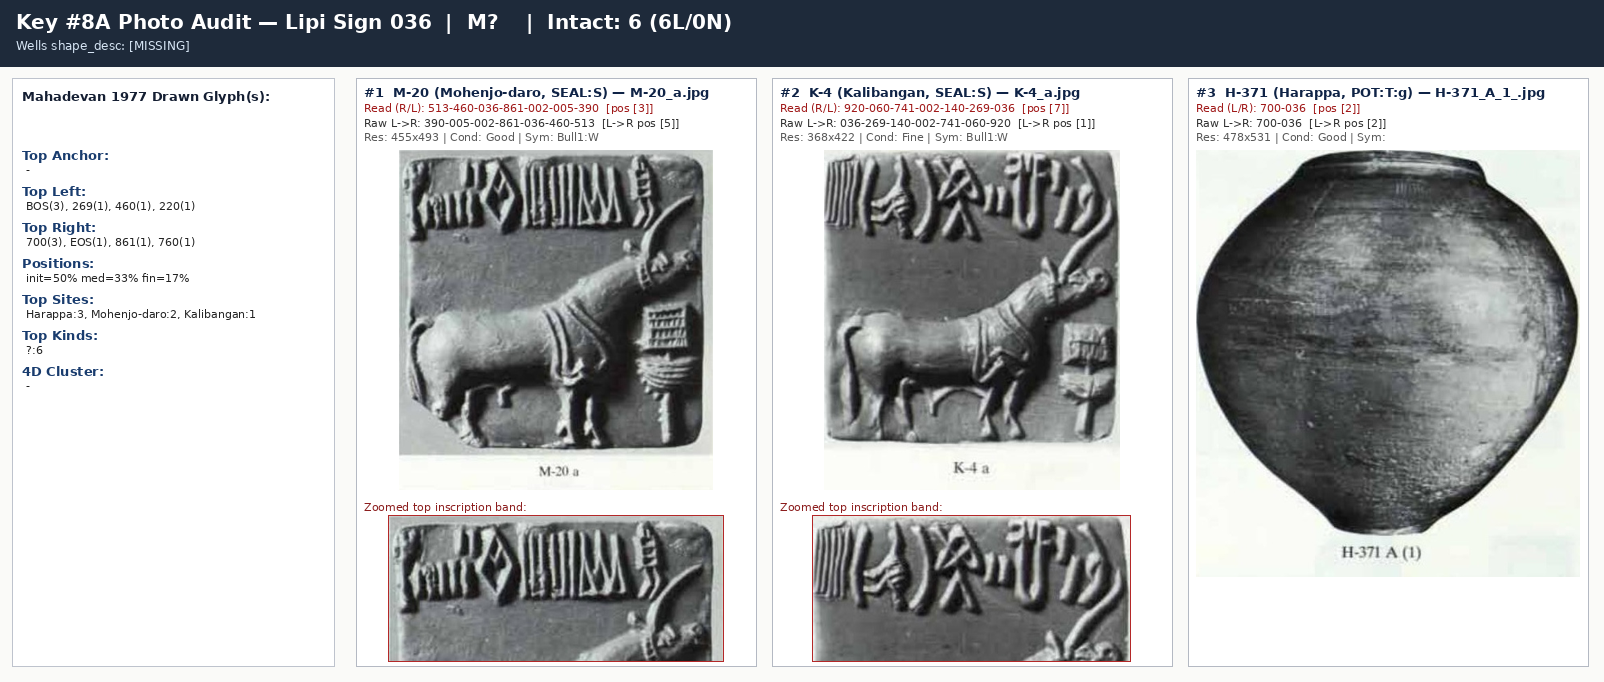 Key #8A Photo Audit — Lipi Sign 036 | M? | Intact: 6 (6L/0N)
Wells shape_desc: [MISSING]
Mahadevan 1977 Drawn Glyph(s):
Top Anchor:
-
Top Left:
BOS(3), 269(1), 460(1), 220(1)
Top Right:
700(3), EOS(1), 861(1), 760(1)
Positions:
init=50% med=33% fin=17%
Top Sites:
Harappa:3, Mohenjo-daro:2, Kalibangan:1
Top Kinds:
?:6
4D Cluster:
-
#1 M-20 (Mohenjo-daro, SEAL:S) — M-20_a.jpg
Read (R/L): 513-460-036-861-002-005-390 [pos [3]]
Raw L->R: 390-005-002-861-036-460-513 [L->R pos [5]]
Res: 455x493 | Cond: Good | Sym: Bull1:W
M-20 a
Zoomed top inscription band:
#2 K-4 (Kalibangan, SEAL:S) — K-4_a.jpg
Read (R/L): 920-060-741-002-140-269-036 [pos [7]]
Raw L->R: 036-269-140-002-741-060-920 [L->R pos [1]]
Res: 368x422 | Cond: Fine | Sym: Bull1:W
K-4 a
Zoomed top inscription band:
#3 H-371 (Harappa, POT:T:g) — H-371_A_1_.jpg
Read (L/R): 700-036 [pos [2]]
Raw L->R: 700-036 [L->R pos [2]]
Res: 478x531 | Cond: Good | Sym:
H-371 A (1)